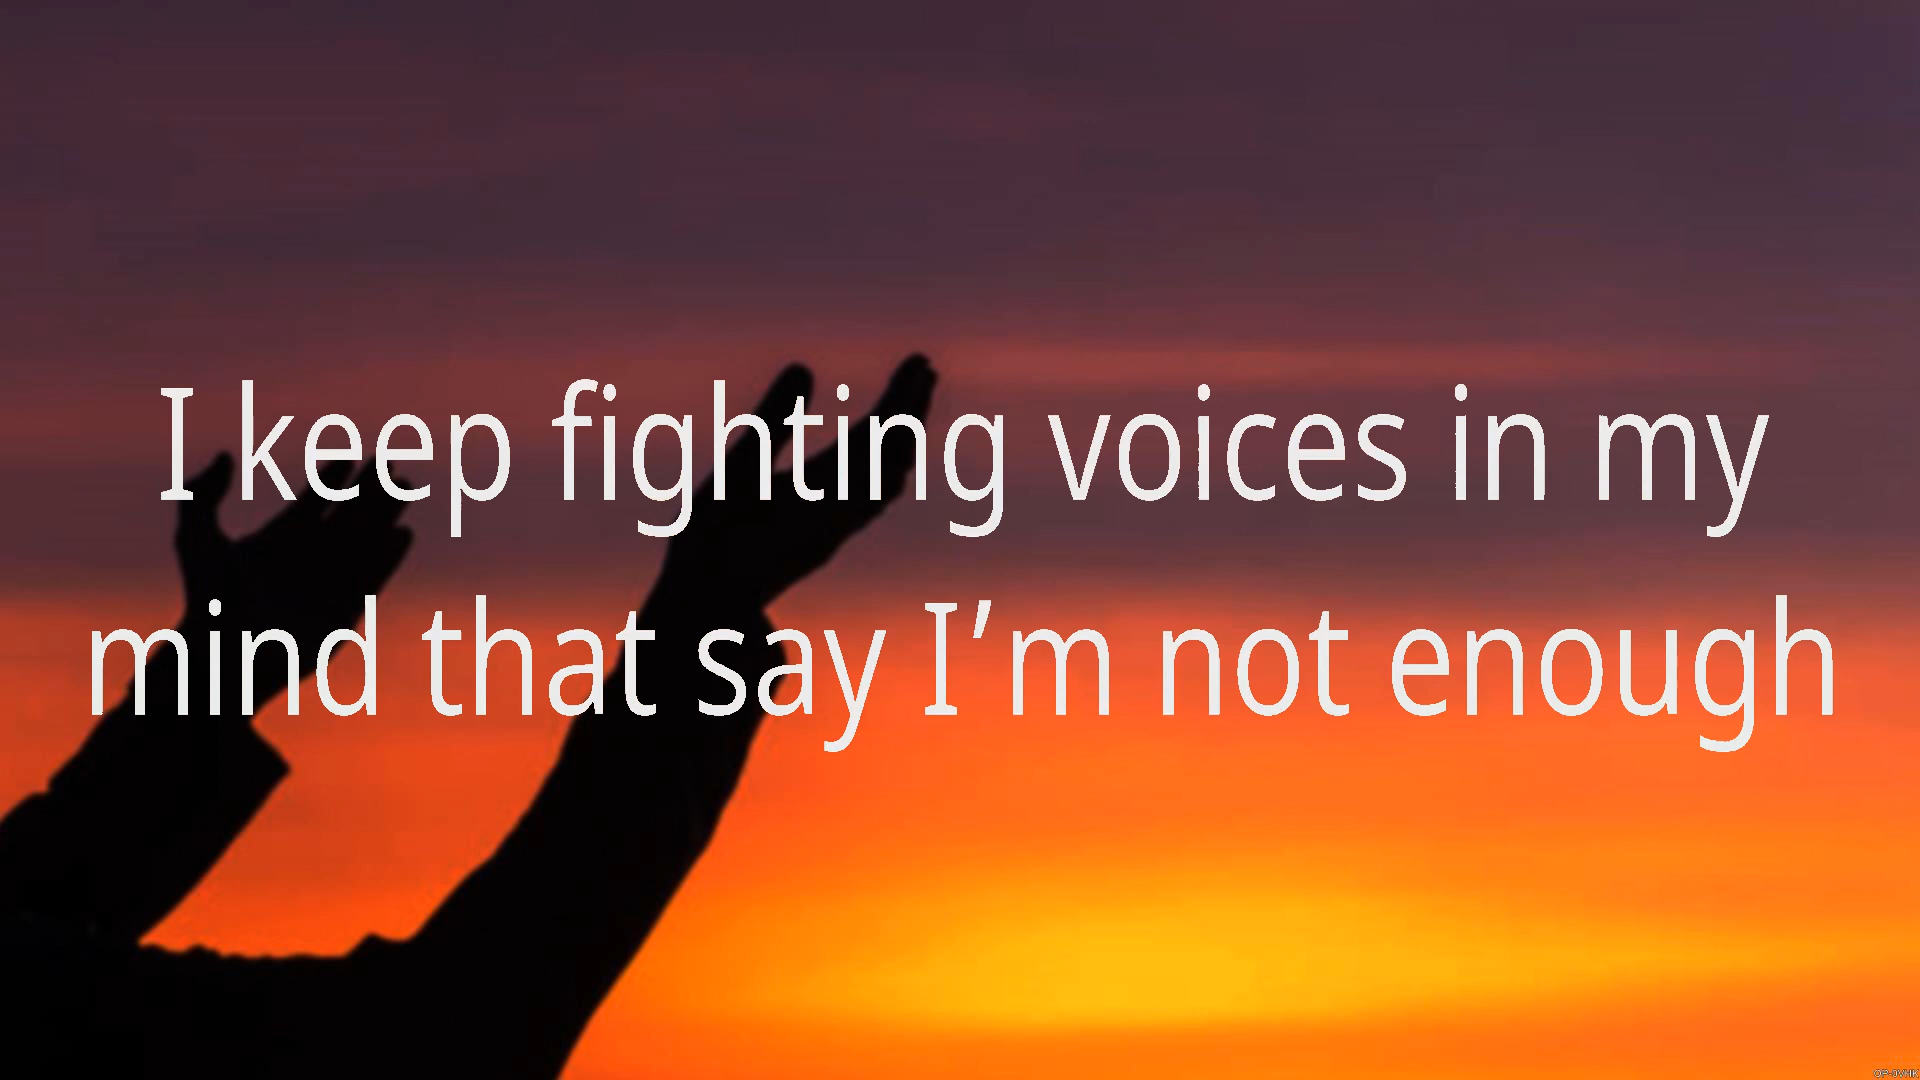 I keep fighting voices in my
mind that say I’m not enough